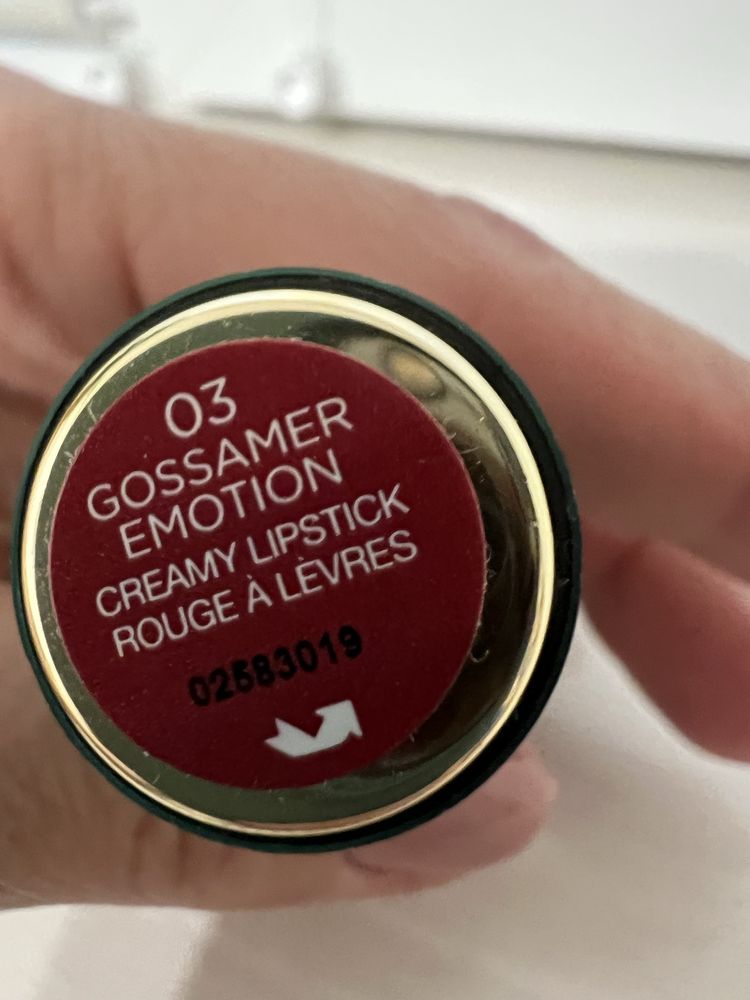 03
GOSSAMER
EMOTION
CREAMY LIPSTICK
ROUGE À LÈVRES
02583019